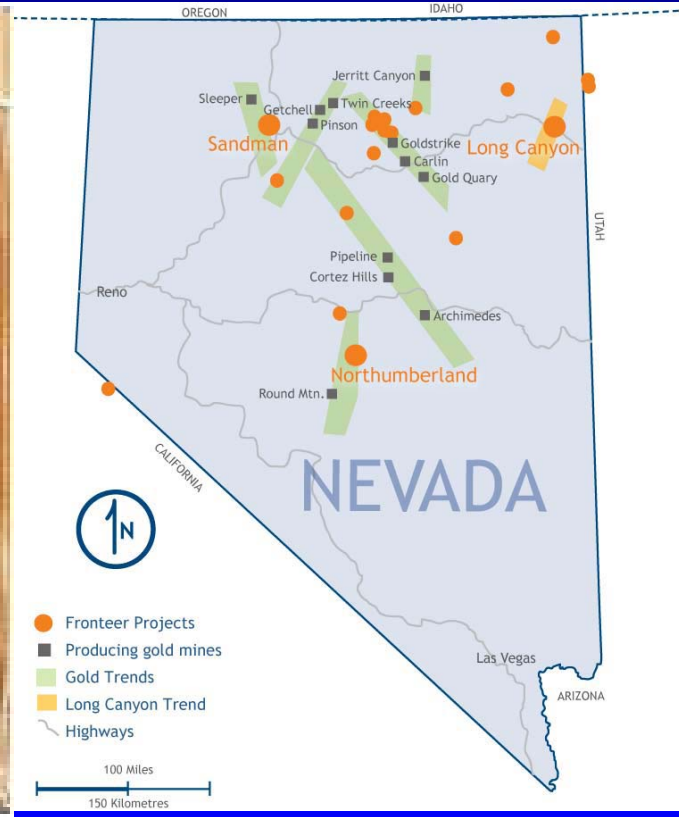 OREGON
IDAHO
Jerritt Canyon
Sleeper
Getchell
Twin Creeks
Pinson
Sandman
Goldstrike
Long Canyon
Carlin
Gold Quary
UTAH
Pipeline
Cortez Hills
Reno
Archimedes
Northumberland
Round Mtn.
CALIFORNIA
NEVADA
N
Fronteer Projects
Producing gold mines
Gold Trends
Long Canyon Trend
Highways
Las Vegas
ARIZONA
100 Miles
150 Kilometres